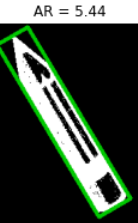 AR = 5.44